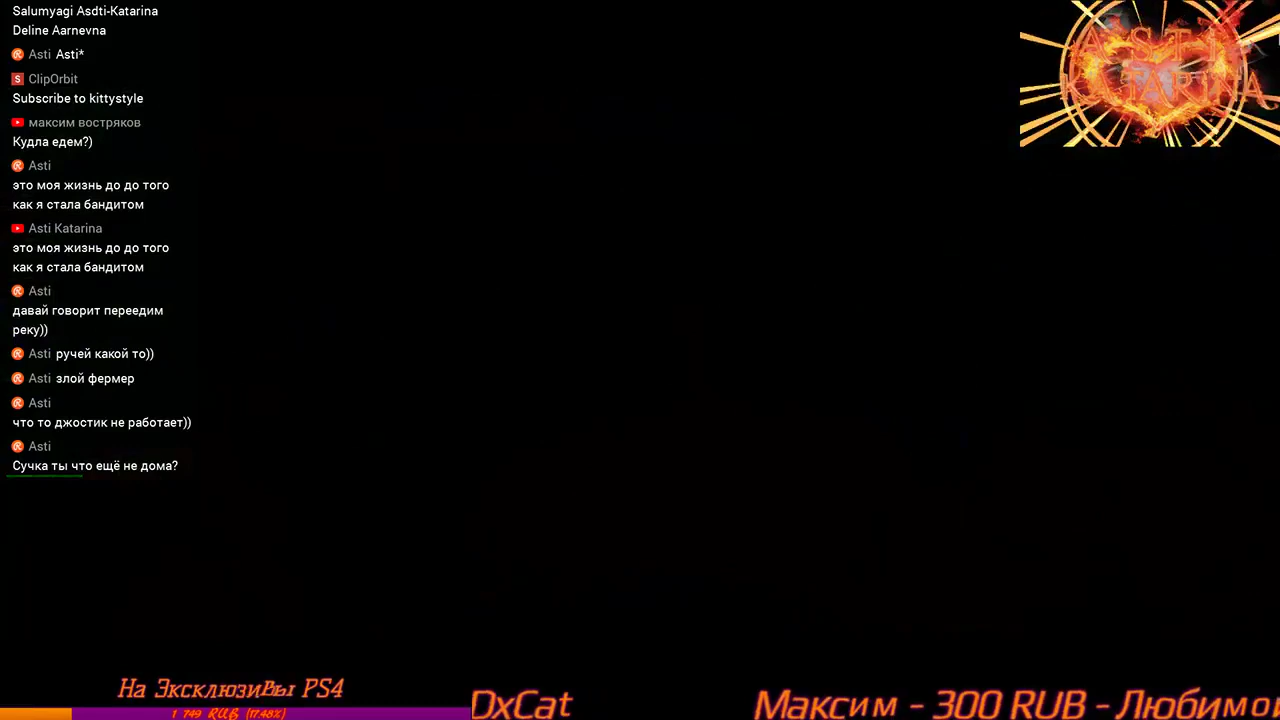 Salumyagi Asdti-Katarina
Deline Aarnevna
Asti Asti*
ClipOrbit
Subscribe to kittystyle
максим востряков
Кудла едем?)
Asti
это моя жизнь до до того
как я стала бандитом
Asti Katarina
это моя жизнь до до того
как я стала бандитом
Asti
давай говорит переедим
реку))
Asti ручей какой то))
Asti злой фермер
Asti
что то джостик не работает))
Asti
Сучка ты что ещё не дома?
ASTI
KATARINA
На Эксклюзивы PS4
1 749 RUB (17.48%)
DxCat
Максим - 300 RUB - Любимой